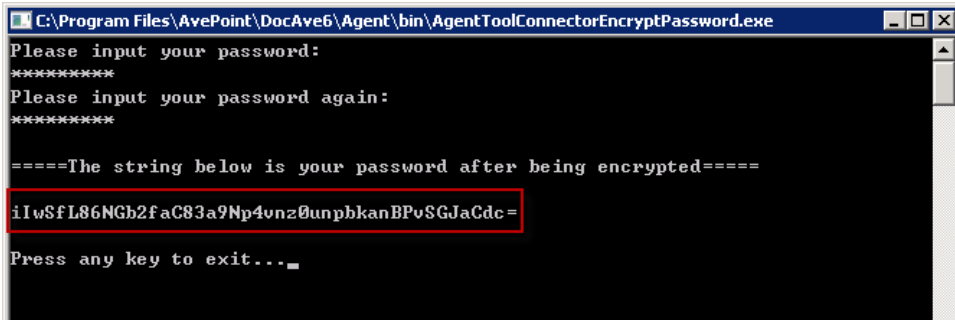 C:\Program Files\AvePoint\DocAve6\Agent\bin\AgentToolConnectorEncryptPassword.exe
Please input your password:
*********
Please input your password again:
*********
=====The string below is your password after being encrypted=====
iIwSfL86NGb2faC83a9Np4vnz0unpbkanBPvSGJaCdc=
Press any key to exit..._